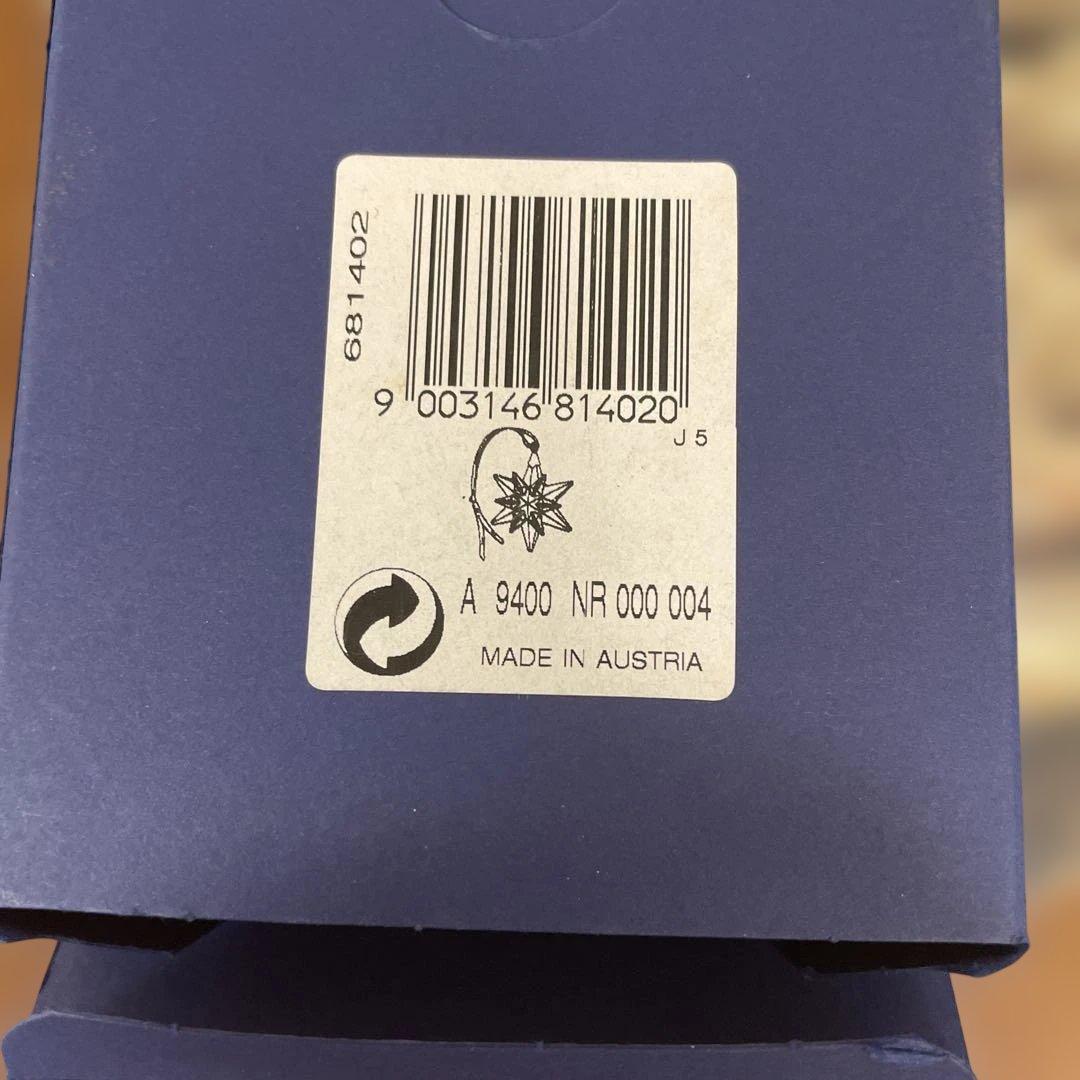 681402
9 003146 814020
J 5
A 9400 NR 000 004
MADE IN AUSTRIA